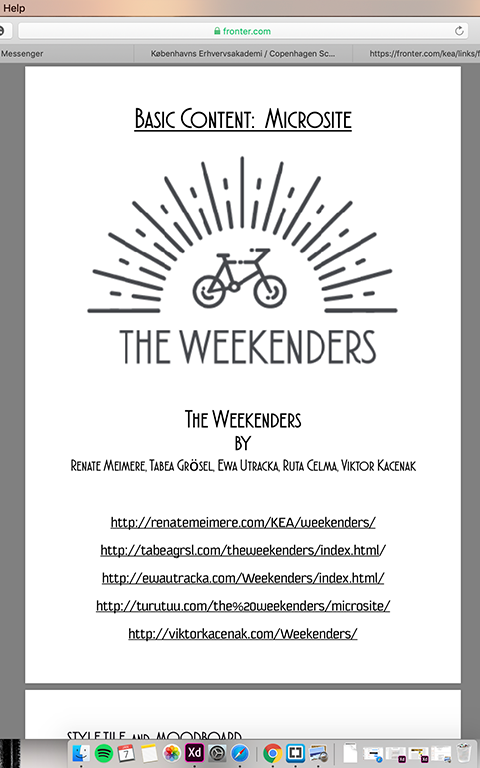 Help
fronter.com
Messenger
Københavns Erhvervsakademi / Copenhagen Sc...
https://fronter.com/kea/links/f
Basic Content: Microsite
THE WEEKENDERS
The Weekenders
by
Renate Meimere, Tabea Grösel, Ewa Utracka, Ruta Celma, Viktor Kacenak
http://renatemeimere.com/KEA/weekenders/
http://tabeagrsl.com/theweekenders/index.html/
http://ewautracka.com/Weekenders/index.html/
http://turutuu.com/the%20weekenders/microsite/
http://viktorkacenak.com/Weekenders/
STYLE TILE AND MOODBOARD
7
Xd